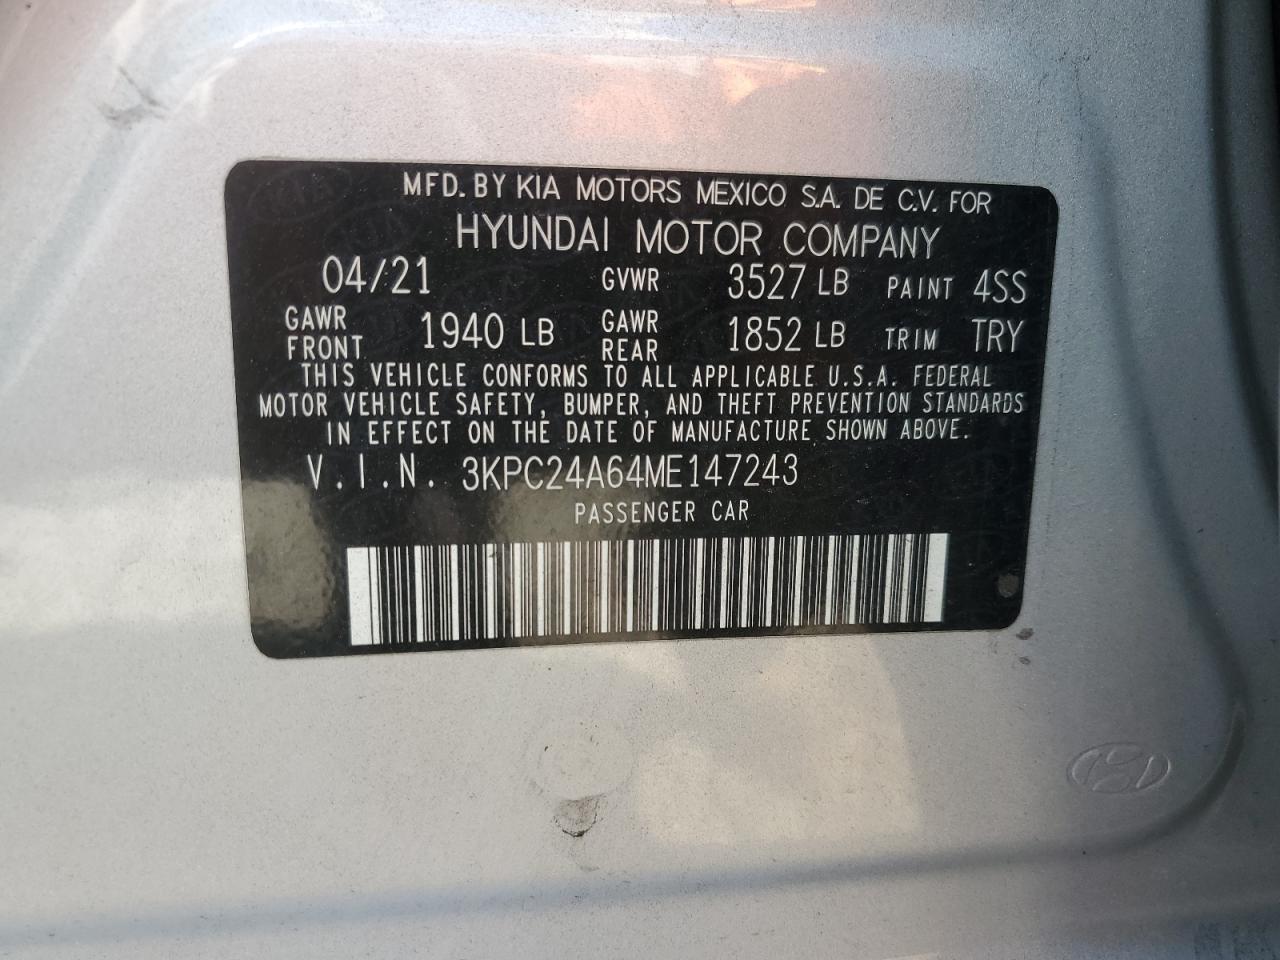 MFD. BY KIA MOTORS MEXICO S.A. DE C.V. FOR
HYUNDAI MOTOR COMPANY
04/21 GVWR 3527 LB PAINT 4SS
GAWR FRONT 1940 LB GAWR REAR 1852 LB TRIM TRY
THIS VEHICLE CONFORMS TO ALL APPLICABLE U.S.A. FEDERAL
MOTOR VEHICLE SAFETY, BUMPER, AND THEFT PREVENTION STANDARDS
IN EFFECT ON THE DATE OF MANUFACTURE SHOWN ABOVE.
V.I.N. 3KPC24A64ME147243
PASSENGER CAR